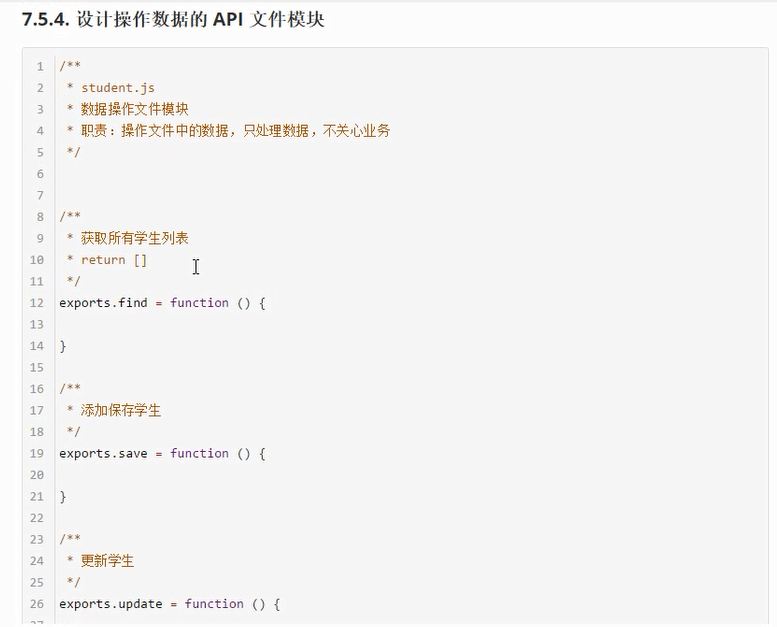 7.5.4. 设计操作数据的 API 文件模块
1 /**
2 * student.js
3 * 数据操作文件模块
4 * 职责：操作文件中的数据，只处理数据，不关心业务
5 */
6
7
8 /**
9 * 获取所有学生列表
10 * return []
11 */
12 exports.find = function () {
13
14 }
15
16 /**
17 * 添加保存学生
18 */
19 exports.save = function () {
20
21 }
22
23 /**
24 * 更新学生
25 */
26 exports.update = function () {